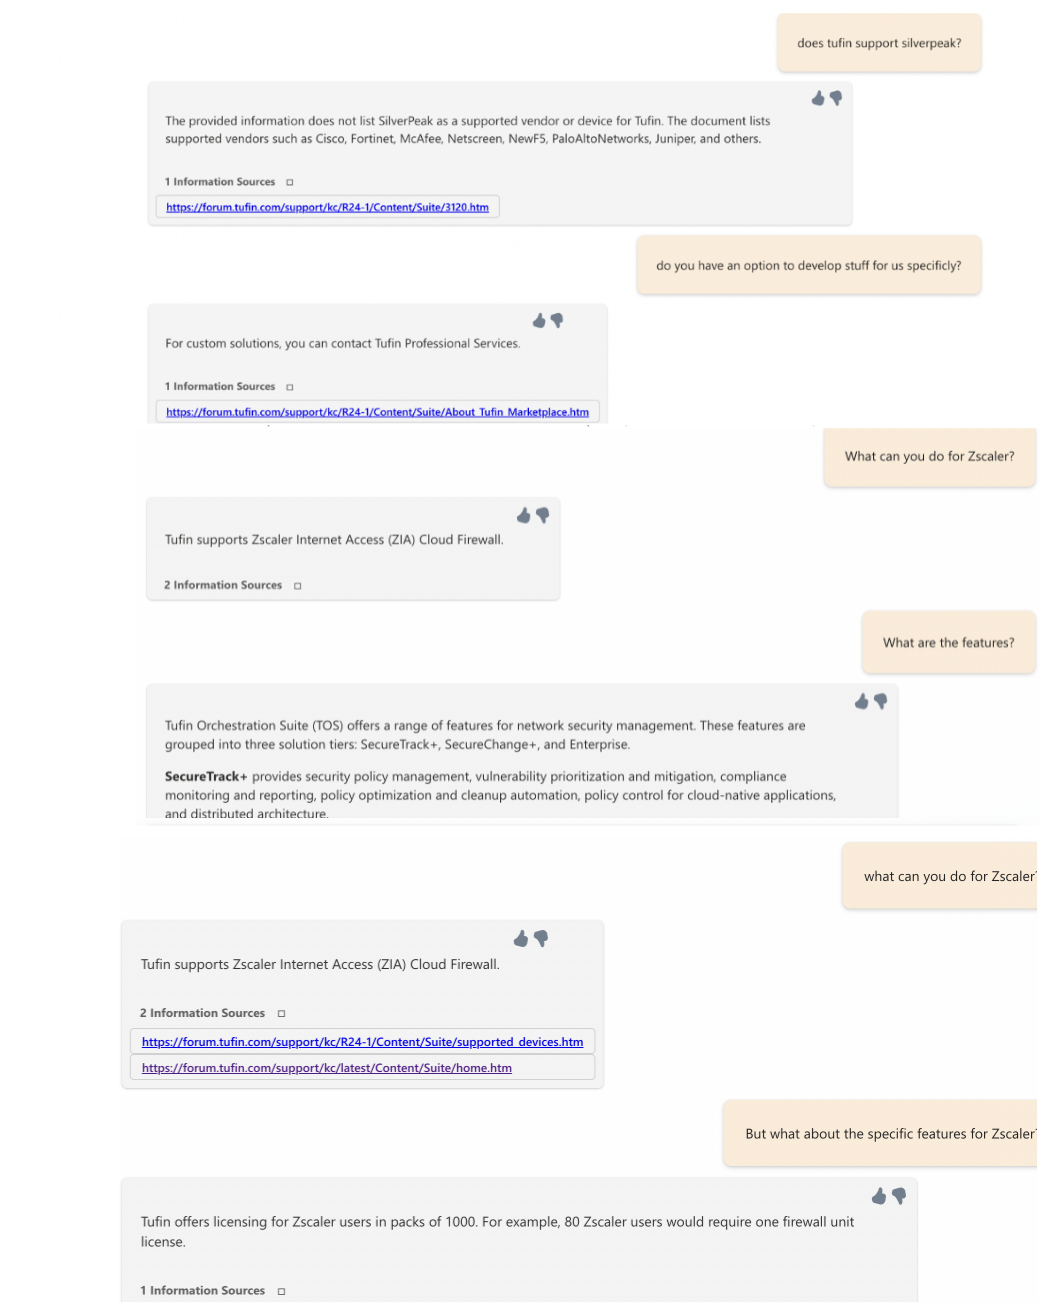 does tufin support silverpeak?
The provided information does not list SilverPeak as a supported vendor or device for Tufin. The document lists
supported vendors such as Cisco, Fortinet, McAfee, Netscreen, NewF5, PaloAltoNetworks, Juniper, and others.
1 Information Sources
https://forum.tufin.com/support/kc/R24-1/Content/Suite/3120.htm
do you have an option to develop stuff for us specificly?
For custom solutions, you can contact Tufin Professional Services.
1 Information Sources
https://forum.tufin.com/support/kc/R24-1/Content/Suite/About_Tufin_Marketplace.htm
What can you do for Zscaler?
Tufin supports Zscaler Internet Access (ZIA) Cloud Firewall.
2 Information Sources
What are the features?
Tufin Orchestration Suite (TOS) offers a range of features for network security management. These features are
grouped into three solution tiers: SecureTrack+, SecureChange+, and Enterprise.
SecureTrack+ provides security policy management, vulnerability prioritization and mitigation, compliance
monitoring and reporting, policy optimization and cleanup automation, policy control for cloud-native applications,
and distributed architecture.
what can you do for Zscaler?
Tufin supports Zscaler Internet Access (ZIA) Cloud Firewall.
2 Information Sources
https://forum.tufin.com/support/kc/R24-1/Content/Suite/supported_devices.htm
https://forum.tufin.com/support/kc/latest/Content/Suite/home.htm
But what about the specific features for Zscaler?
Tufin offers licensing for Zscaler users in packs of 1000. For example, 80 Zscaler users would require one firewall unit
license.
1 Information Sources